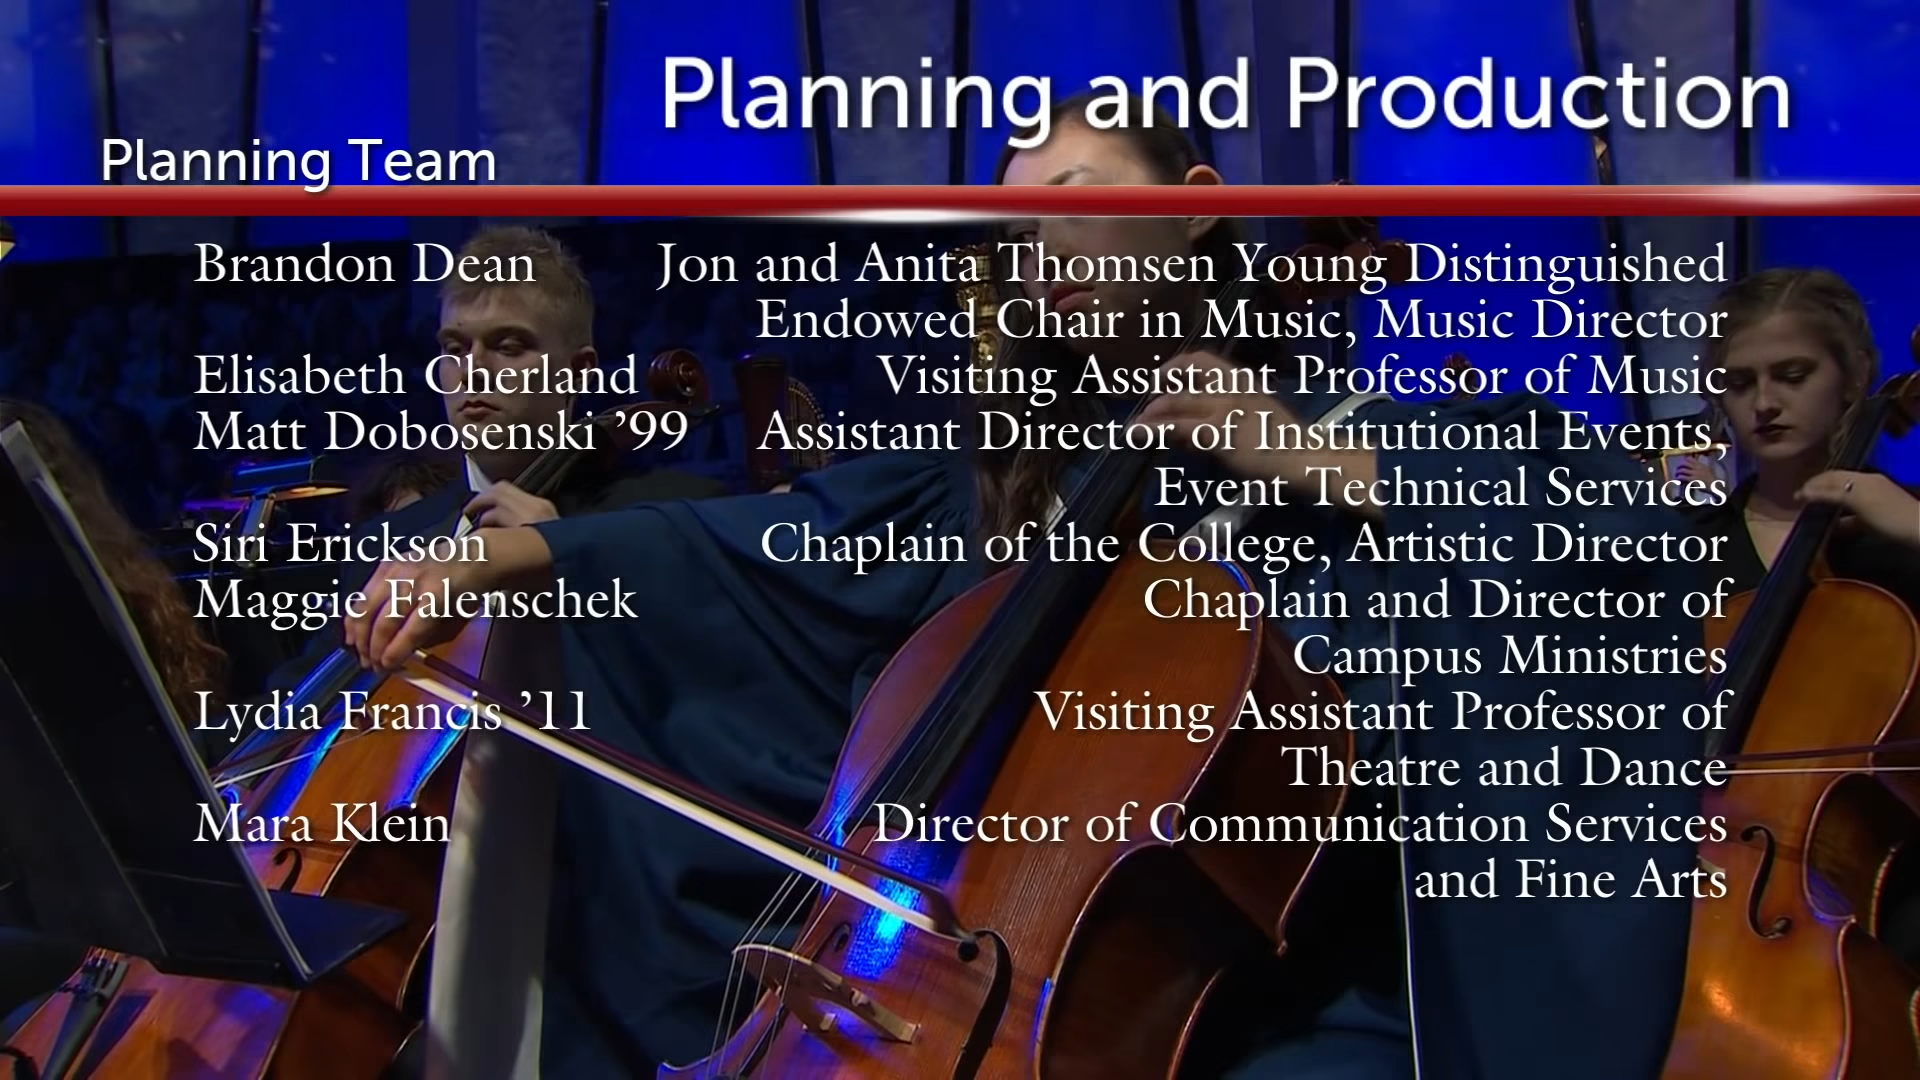 Planning and Production
Planning Team
Brandon Dean Jon and Anita Thomsen Young Distinguished
Endowed Chair in Music, Music Director
Elisabeth Cherland Visiting Assistant Professor of Music
Matt Dobosenski ’99 Assistant Director of Institutional Events,
Event Technical Services
Siri Erickson Chaplain of the College, Artistic Director
Maggie Falenschek Chaplain and Director of
Campus Ministries
Lydia Francis ’11 Visiting Assistant Professor of
Theatre and Dance
Mara Klein Director of Communication Services
and Fine Arts